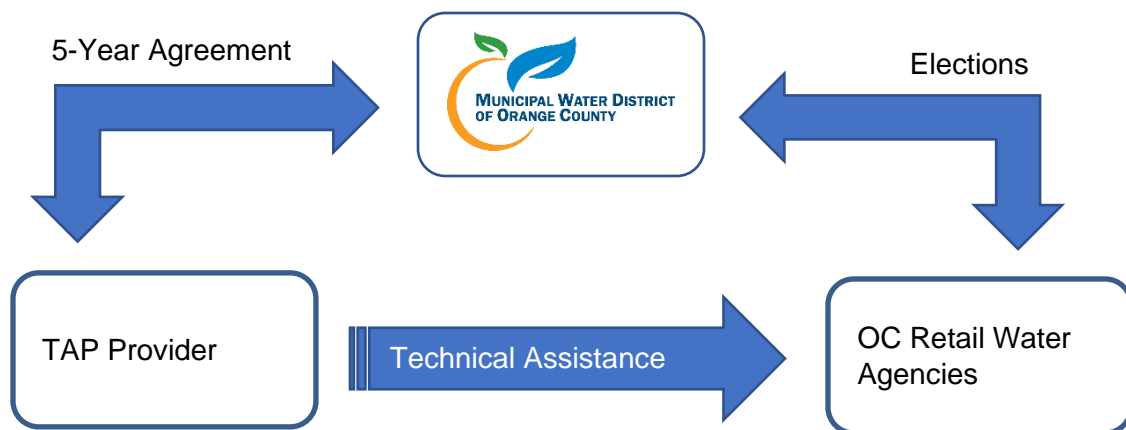 5-Year Agreement
MUNICIPAL WATER DISTRICT
OF ORANGE COUNTY
Elections
TAP Provider
Technical Assistance
OC Retail Water
Agencies